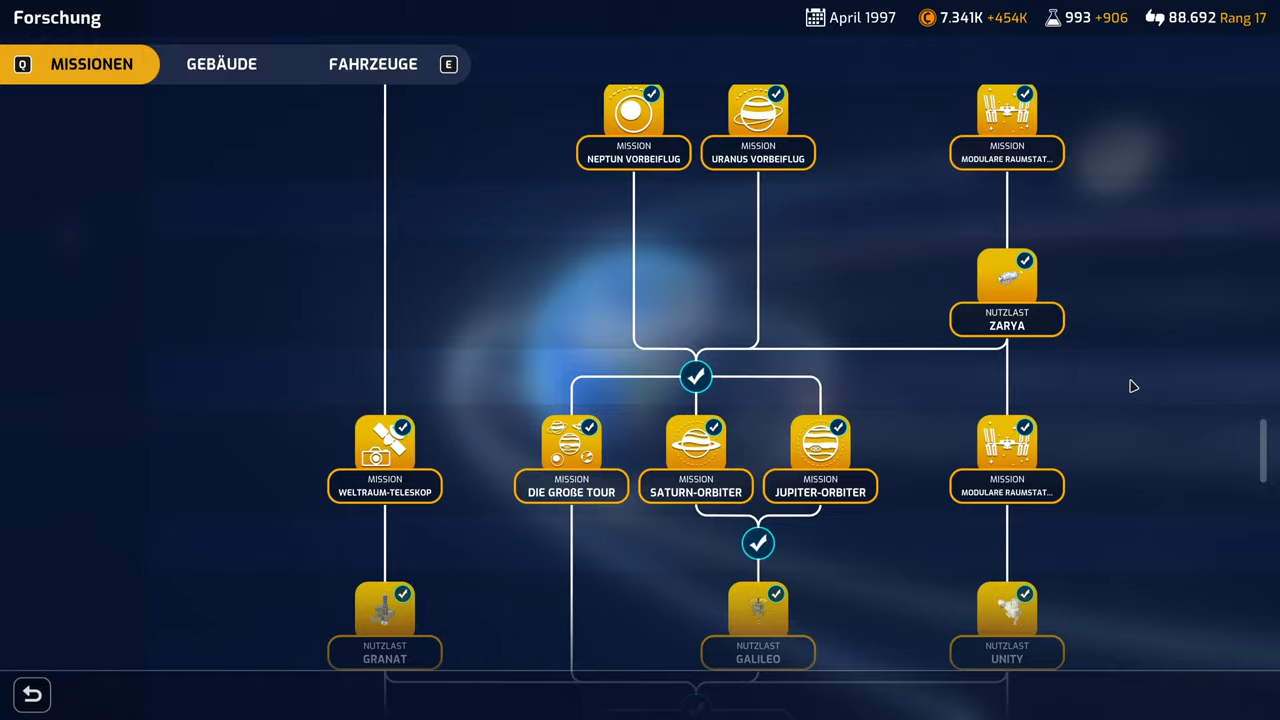 Forschung
April 1997
7.341K +454K
993 +906
88.692 Rang 17
Q MISSIONEN
GEBÄUDE
FAHRZEUGE E
MISSION
NEPTUN VORBEIFLUG
MISSION
URANUS VORBEIFLUG
MISSION
MODULARE RAUMSTAT...
NUTZLAST
ZARYA
MISSION
WELTRAUM-TELESKOP
MISSION
DIE GROßE TOUR
MISSION
SATURN-ORBITER
MISSION
JUPITER-ORBITER
MISSION
MODULARE RAUMSTAT...
NUTZLAST
GRANAT
NUTZLAST
GALILEO
NUTZLAST
UNITY